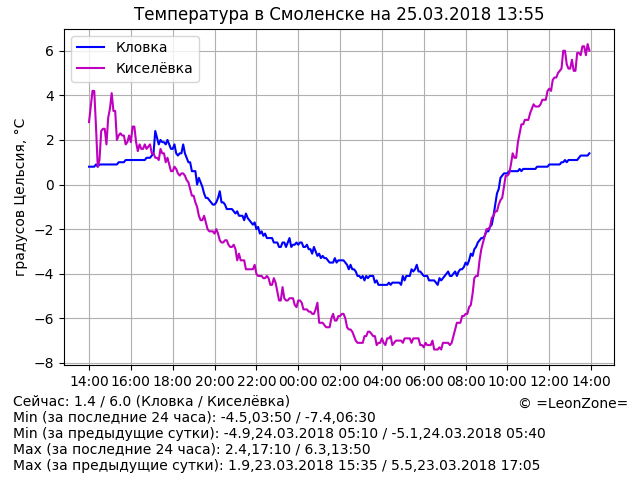 Температура в Смоленске на 25.03.2018 13:55
Кловка
Киселёвка
градусов Цельсия, °C
6
4
2
0
−2
−4
−6
−8
14:00 16:00 18:00 20:00 22:00 00:00 02:00 04:00 06:00 08:00 10:00 12:00 14:00
Сейчас: 1.4 / 6.0 (Кловка / Киселёвка)
© =LeonZone=
Min (за последние 24 часа): -4.5,03:50 / -7.4,06:30
Min (за предыдущие сутки): -4.9,24.03.2018 05:10 / -5.1,24.03.2018 05:40
Max (за последние 24 часа): 2.4,17:10 / 6.3,13:50
Max (за предыдущие сутки): 1.9,23.03.2018 15:35 / 5.5,23.03.2018 17:05